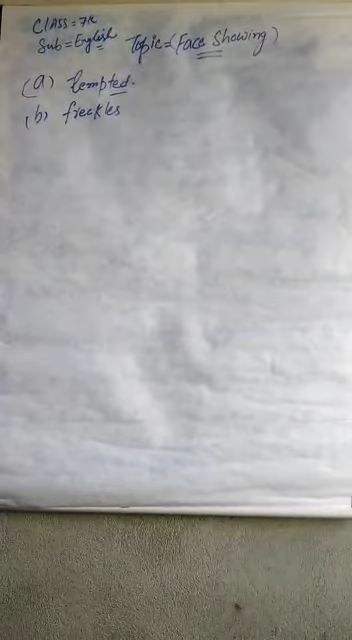 CLASS = 7th
Sub = English Topic = (Face Showing)
(a) tempted.
(b) freckles